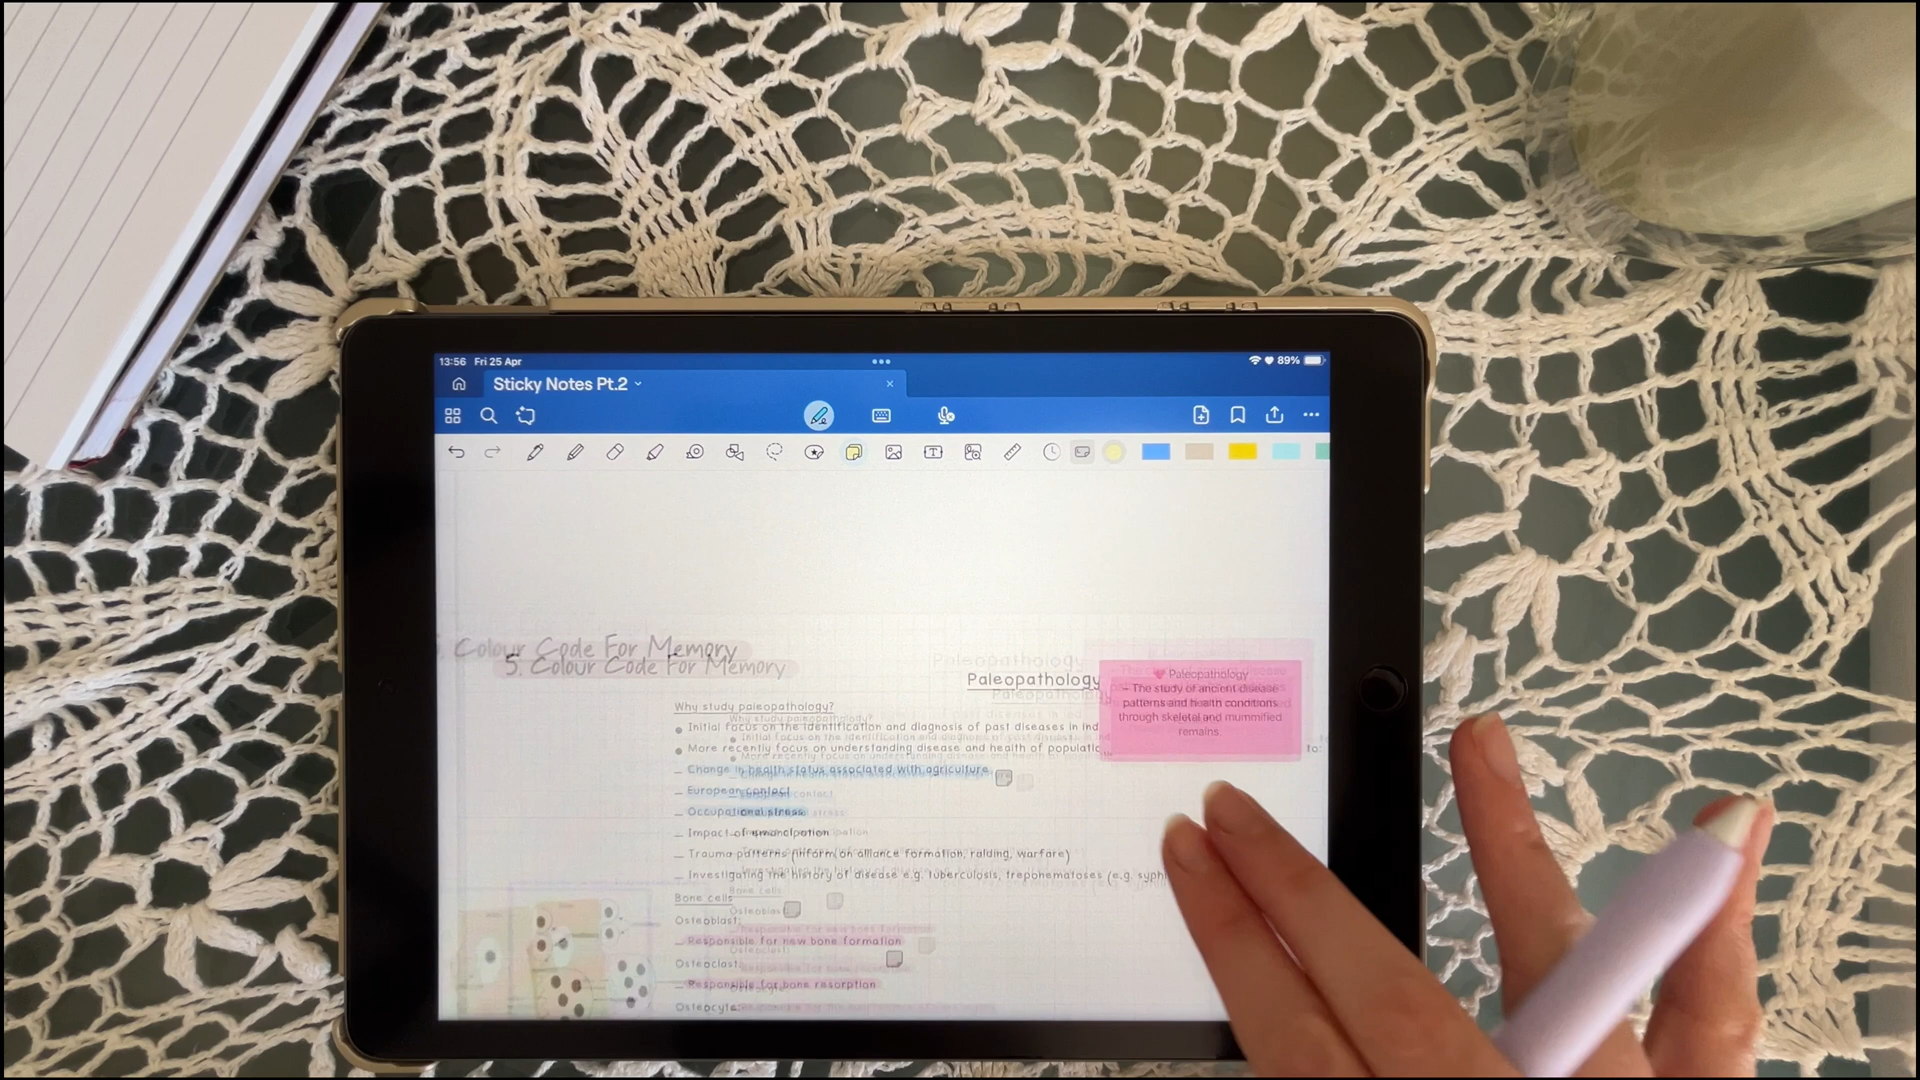 13:56 Fri 25 Apr
89%
Sticky Notes Pt.2
5. Colour Code For Memory
Paleopathology
Paleopathology
– The study of ancient disease
patterns and health conditions
through skeletal and mummified
remains.
Why study paleopathology?
Initial focus on the identification and diagnosis of past diseases in ind
More recently focus on understanding disease and health of populatio to:
– Change in health status associated with agriculture
– European contact
– Occupational stress
– Impact of emancipation
– Trauma patterns (inform on alliance formation, raiding, warfare)
– Investigating the history of disease e.g. tuberculosis, treponematoses (e.g. syph
Bone cells
Osteoblast:
– Responsible for new bone formation
Osteoclast:
– Responsible for bone resorption
Osteocyte: